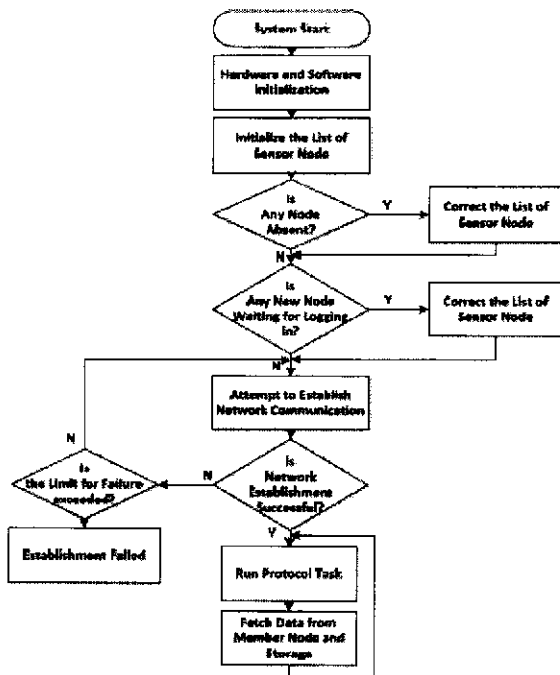 System Start
Hardware and Software
Initialization
Initialize the List of
Sensor Node
Is
Any Node
Absent?
Y
Correct the List of
Sensor Node
N
Is
Any New Node
Waiting for Logging
in?
Y
Correct the List of
Sensor Node
N
Attempt to Establish
Network Communication
N
Is
the Limit for Failure
exceeded?
N
Is
Network
Establishment
Successful?
Establishment Failed
Y
Run Protocol Task
Fetch Data from
Member Node and
Storage